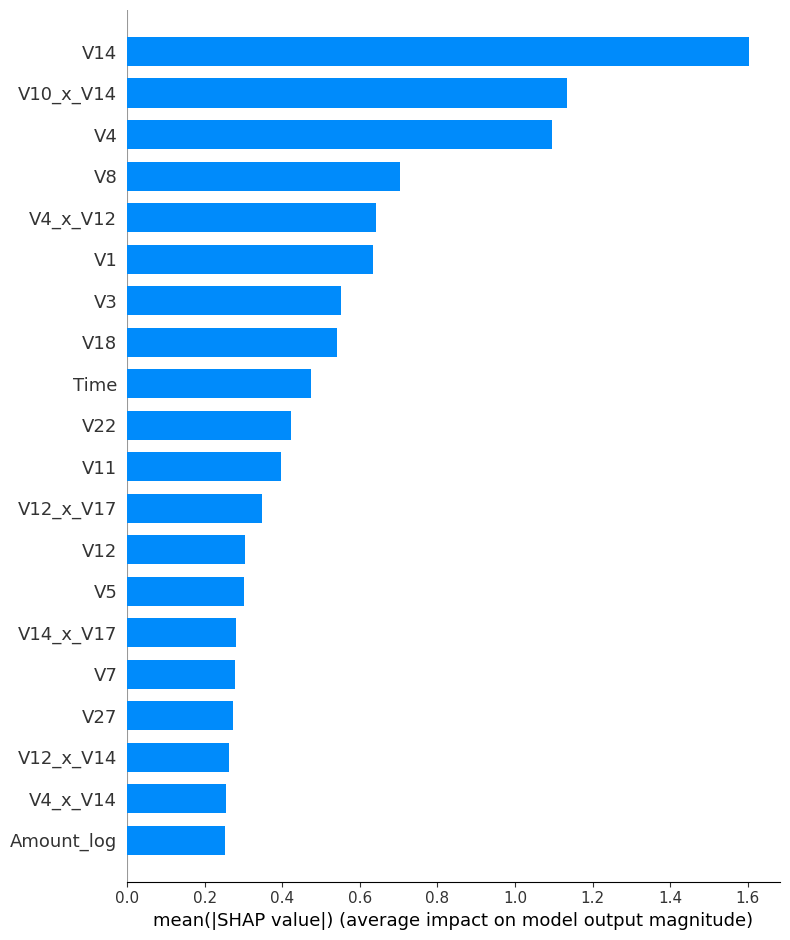 V14
V10_x_V14
V4
V8
V4_x_V12
V1
V3
V18
Time
V22
V11
V12_x_V17
V12
V5
V14_x_V17
V7
V27
V12_x_V14
V4_x_V14
Amount_log
0.0 0.2 0.4 0.6 0.8 1.0 1.2 1.4 1.6
mean(|SHAP value|) (average impact on model output magnitude)